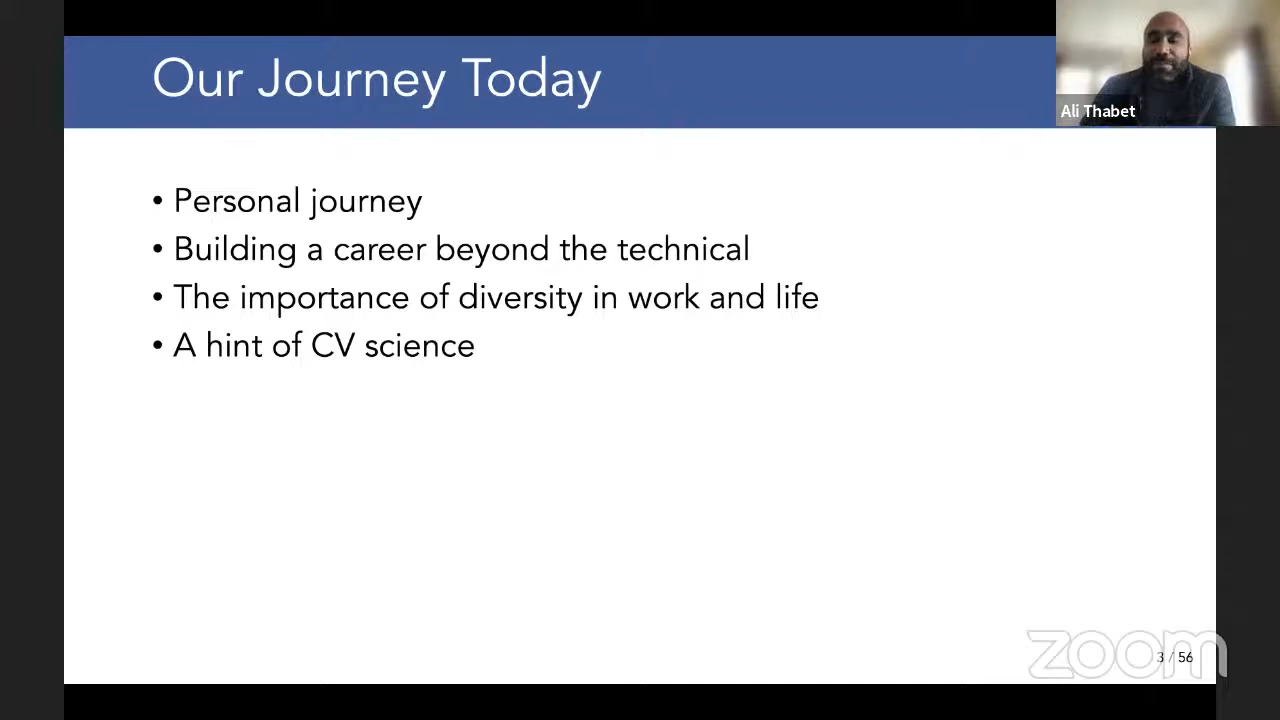 Our Journey Today
Ali Thabet
• Personal journey
• Building a career beyond the technical
• The importance of diversity in work and life
• A hint of CV science
zoom
3 / 56